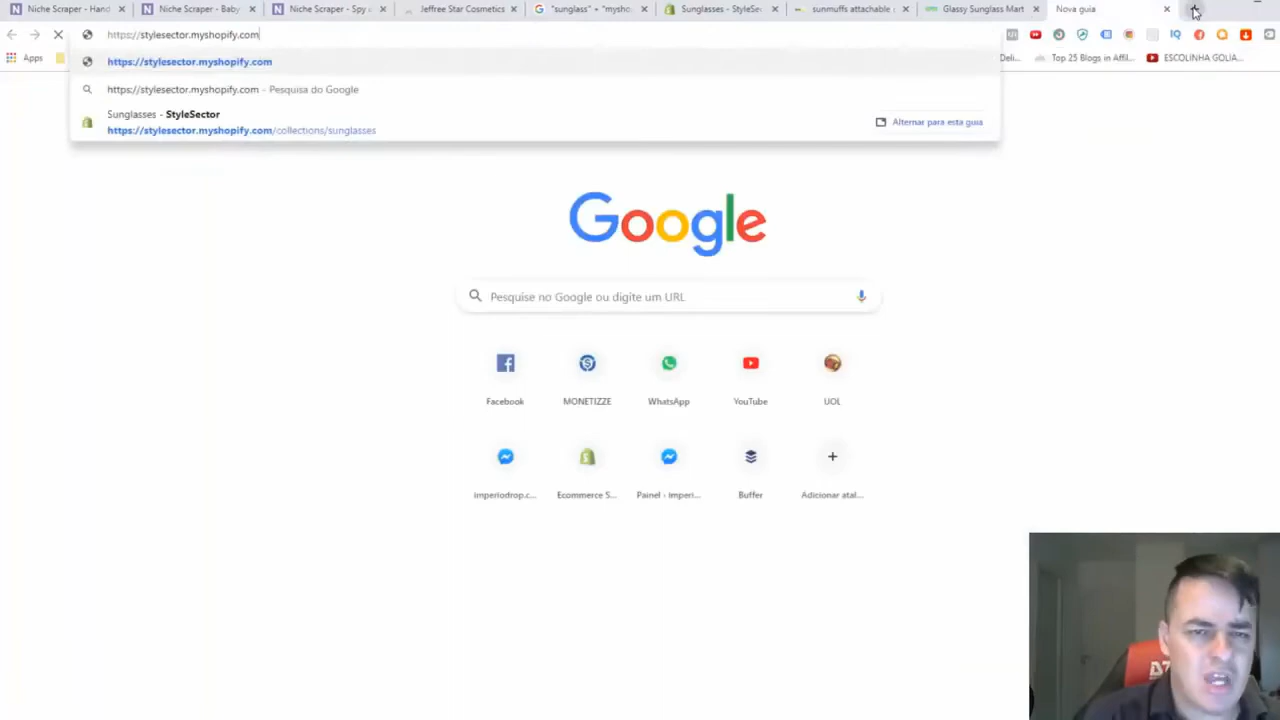 Niche Scraper - Hand
Niche Scraper - Baby
Niche Scraper - Spy
Jeffree Star Cosmetics
"sunglass" + "mysho
Sunglasses - StyleSec
sunmuffs attachable
Glassy Sunglass Mart
Nova guia
https://stylesector.myshopify.com
Apps
Deli...
Top 25 Blogs in Affil...
ESCOLINHA GOLIA...
https://stylesector.myshopify.com
https://stylesector.myshopify.com - Pesquisa do Google
Sunglasses - StyleSector
https://stylesector.myshopify.com/collections/sunglasses
Alternar para esta guia
Google
Pesquise no Google ou digite um URL
Facebook
MONETIZZE
WhatsApp
YouTube
UOL
imperiodrop.c...
Ecommerce S...
Painel - Imperi...
Buffer
Adicionar atal...